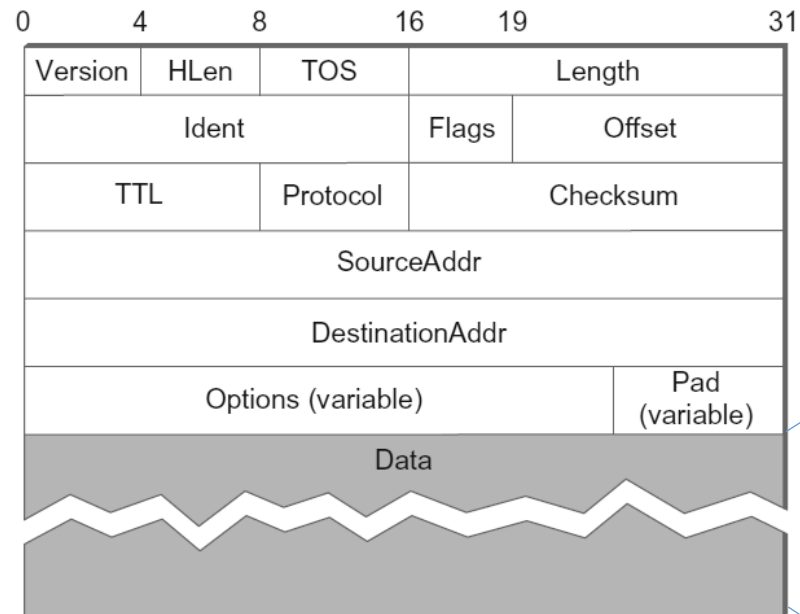 0 4 8 16 19 31
Version HLen TOS Length
Ident Flags Offset
TTL Protocol Checksum
SourceAddr
DestinationAddr
Options (variable) Pad
(variable)
Data